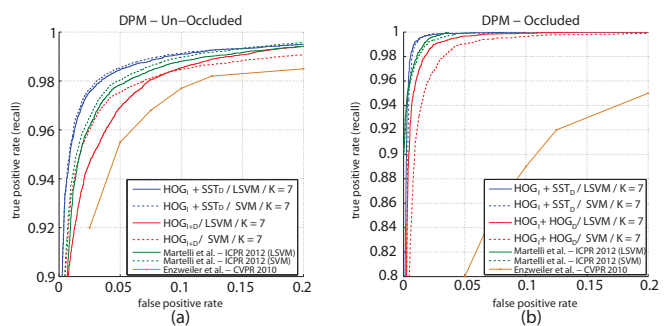 DPM – Un-Occluded
true positive rate (recall)
1
0.98
0.96
0.94
0.92
0.9
HOG_I + SST_D / LSVM / K = 7
HOG_I + SST_D / SVM / K = 7
HOG_I+D / LSVM / K = 7
HOG_I+D / SVM / K = 7
Martelli et al. – ICPR 2012 (LSVM)
Martelli et al. – ICPR 2012 (SVM)
Enzweiler et al. – CVPR 2010
0
0.05
0.1
0.2
false positive rate
(a)
DPM – Occluded
true positive rate (recall)
1
0.98
0.96
0.94
0.92
0.9
0.88
0.86
0.84
0.82
0.8
HOG_I + SST_D / LSVM / K = 7
HOG_I + SST_D / SVM / K = 7
HOG_I + HOG_D / LSVM / K = 7
HOG_I + HOG_D / SVM / K = 7
Martelli et al. – ICPR 2012 (LSVM)
Martelli et al. – ICPR 2012 (SVM)
Enzweiler et al. – CVPR 2010
0
0.05
0.1
0.15
0.2
false positive rate
(b)